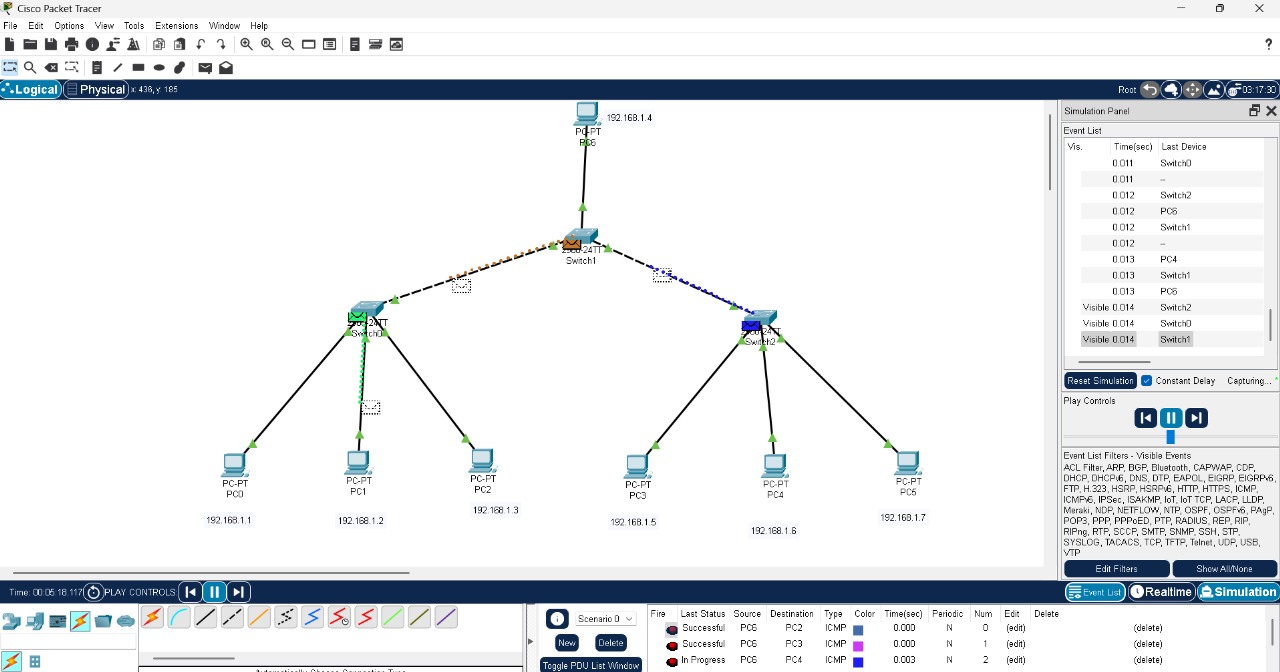 Cisco Packet Tracer
File Edit Options View Tools Extensions Window Help
Logical Physical x: 436, y: 185 Root 03:17:30
PC-PT
PC6
192.168.1.4
Switch1
Switch0
Switch2
PC-PT
PC0
192.168.1.1
PC-PT
PC1
192.168.1.2
PC-PT
PC2
192.168.1.3
PC-PT
PC3
192.168.1.5
PC-PT
PC4
192.168.1.6
PC-PT
PC5
192.168.1.7
Simulation Panel
Event List
Vis. Time(sec) Last Device
0.011 Switch0
0.011 --
0.012 Switch2
0.012 PC6
0.012 Switch1
0.012 --
0.013 PC4
0.013 Switch1
0.013 PC6
Visible 0.014 Switch2
Visible 0.014 Switch0
Visible 0.014 Switch1
Reset Simulation Constant Delay Capturing...
Play Controls
Event List Filters - Visible Events
ACL Filter, ARP, BGP, Bluetooth, CAPWAP, CDP,
DHCP, DHCPv6, DNS, DTP, EAPOL, EIGRP, EIGRPv6,
FTP, H.323, HSRP, HSRPv6, HTTP, HTTPS, ICMP,
ICMPv6, IPSec, ISAKMP, IoT, IoT TCP, LACP, LLDP,
Meraki, NDP, NETFLOW, NTP, OSPF, OSPFv6, PAgP,
POP3, PPP, PPPoED, PTP, RADIUS, REP, RIP,
RIPng, RTP, SCCP, SMTP, SNMP, SSH, STP,
SYSLOG, TACACS, TCP, TFTP, Telnet, UDP, USB,
VTP
Edit Filters Show All/None
Time: 00:05:18.117 PLAY CONTROLS: Event List Realtime Simulation
Scenario 0
New Delete
Toggle PDU List Window
Fire Last Status Source Destination Type Color Time(sec) Periodic Num Edit Delete
Successful PC6 PC2 ICMP 0.000 N 0 (edit) (delete)
Successful PC6 PC3 ICMP 0.000 N 1 (edit) (delete)
In Progress PC6 PC4 ICMP 0.003 N 2 (edit) (delete)
Automatically Choose Connection Type